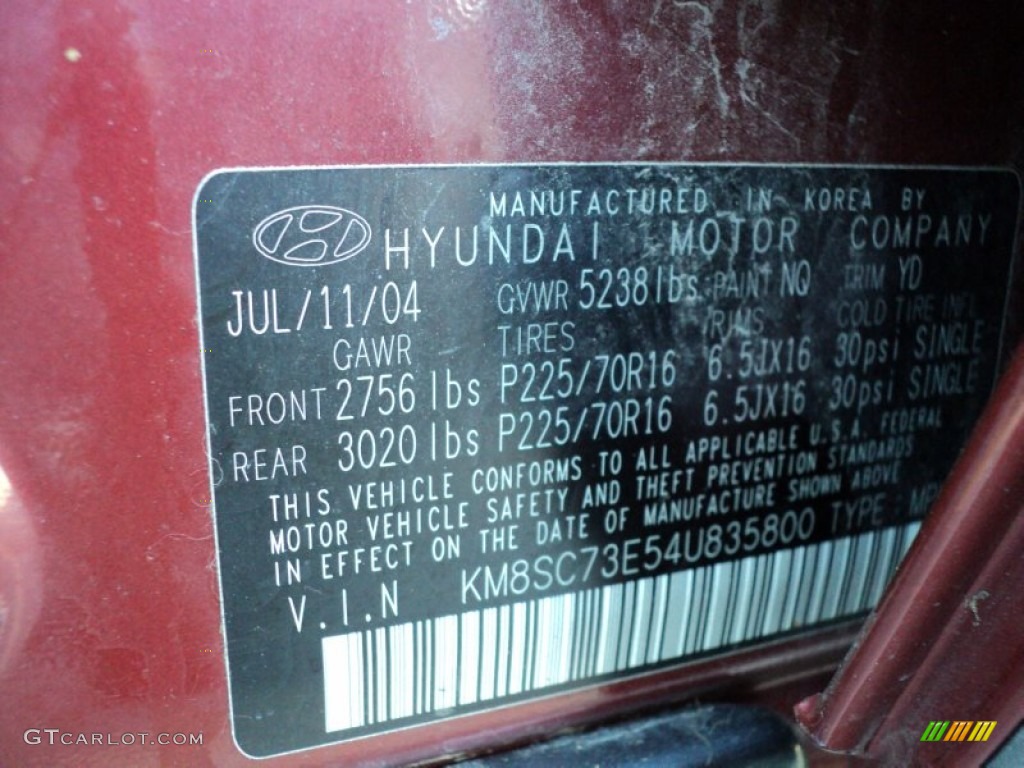 MANUFACTURED IN KOREA BY
HYUNDAI MOTOR COMPANY
JUL/11/04 GVWR 5238lbs PAINT NQ TRIM YD
GAWR TIRES /RIMS COLD TIRE INFL
FRONT 2756 lbs P225/70R16 6.5JX16 30psi SINGLE
REAR 3020 lbs P225/70R16 6.5JX16 30psi SINGLE
THIS VEHICLE CONFORMS TO ALL APPLICABLE U.S.A. FEDERAL
MOTOR VEHICLE SAFETY AND THEFT PREVENTION STANDARDS
IN EFFECT ON THE DATE OF MANUFACTURE SHOWN ABOVE
V.I.N KM8SC73E54U835800 TYPE
GTCARLOT.COM